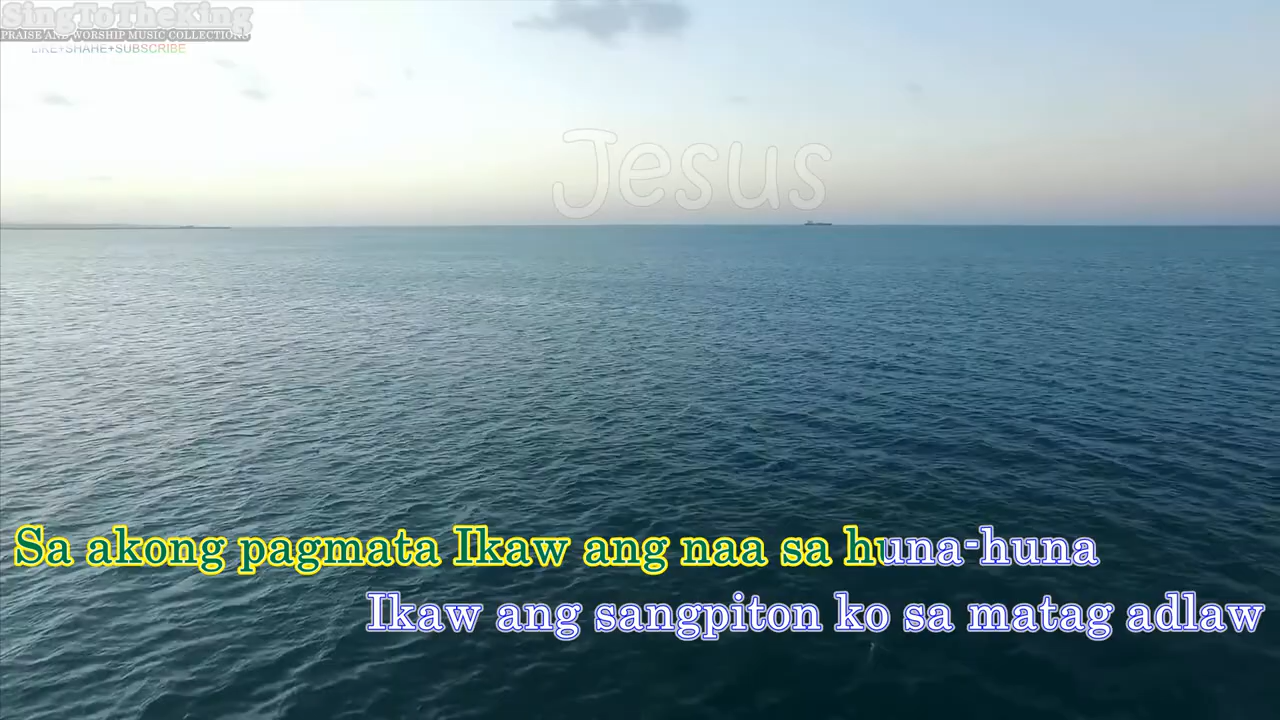 SingToTheKing
PRAISE AND WORSHIP MUSIC COLLECTIONS
LIKE+SHARE+SUBSCRIBE
Jesus
Sa akong pagmata Ikaw ang naa sa huna-huna
Ikaw ang sangpiton ko sa matag adlaw